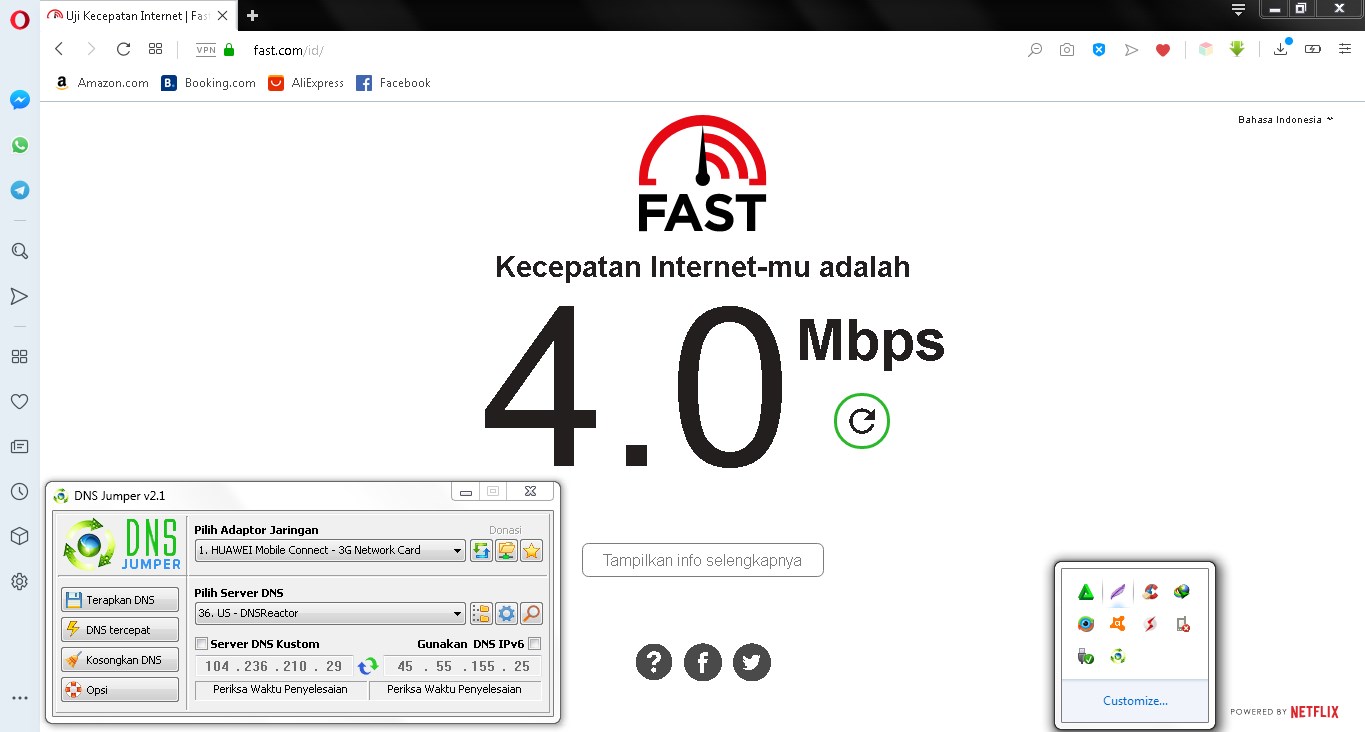 Uji Kecepatan Internet | Fas
VPN
fast.com/id/
Amazon.com
Booking.com
AliExpress
Facebook
Bahasa Indonesia
FAST
Kecepatan Internet-mu adalah
4.0 Mbps
Tampilkan info selengkapnya
DNS Jumper v2.1
DNS
JUMPER
Pilih Adaptor Jaringan
Donasi
1. HUAWEI Mobile Connect - 3G Network Card
Pilih Server DNS
36. US - DNSReactor
Terapkan DNS
DNS tercepat
Kosongkan DNS
Opsi
Server DNS Kustom
Gunakan DNS IPv6
104 . 236 . 210 . 29
45 . 55 . 155 . 25
Periksa Waktu Penyelesaian
Periksa Waktu Penyelesaian
Customize...
POWERED BY NETFLIX